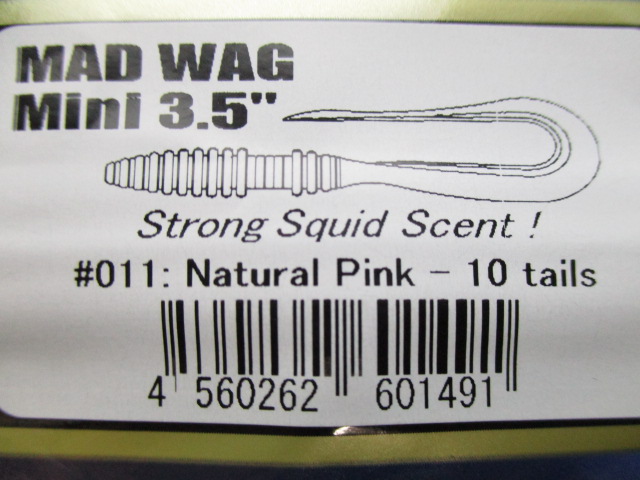 MAD WAG
Mini 3.5"
Strong Squid Scent !
#011: Natural Pink - 10 tails
4 560262 601491